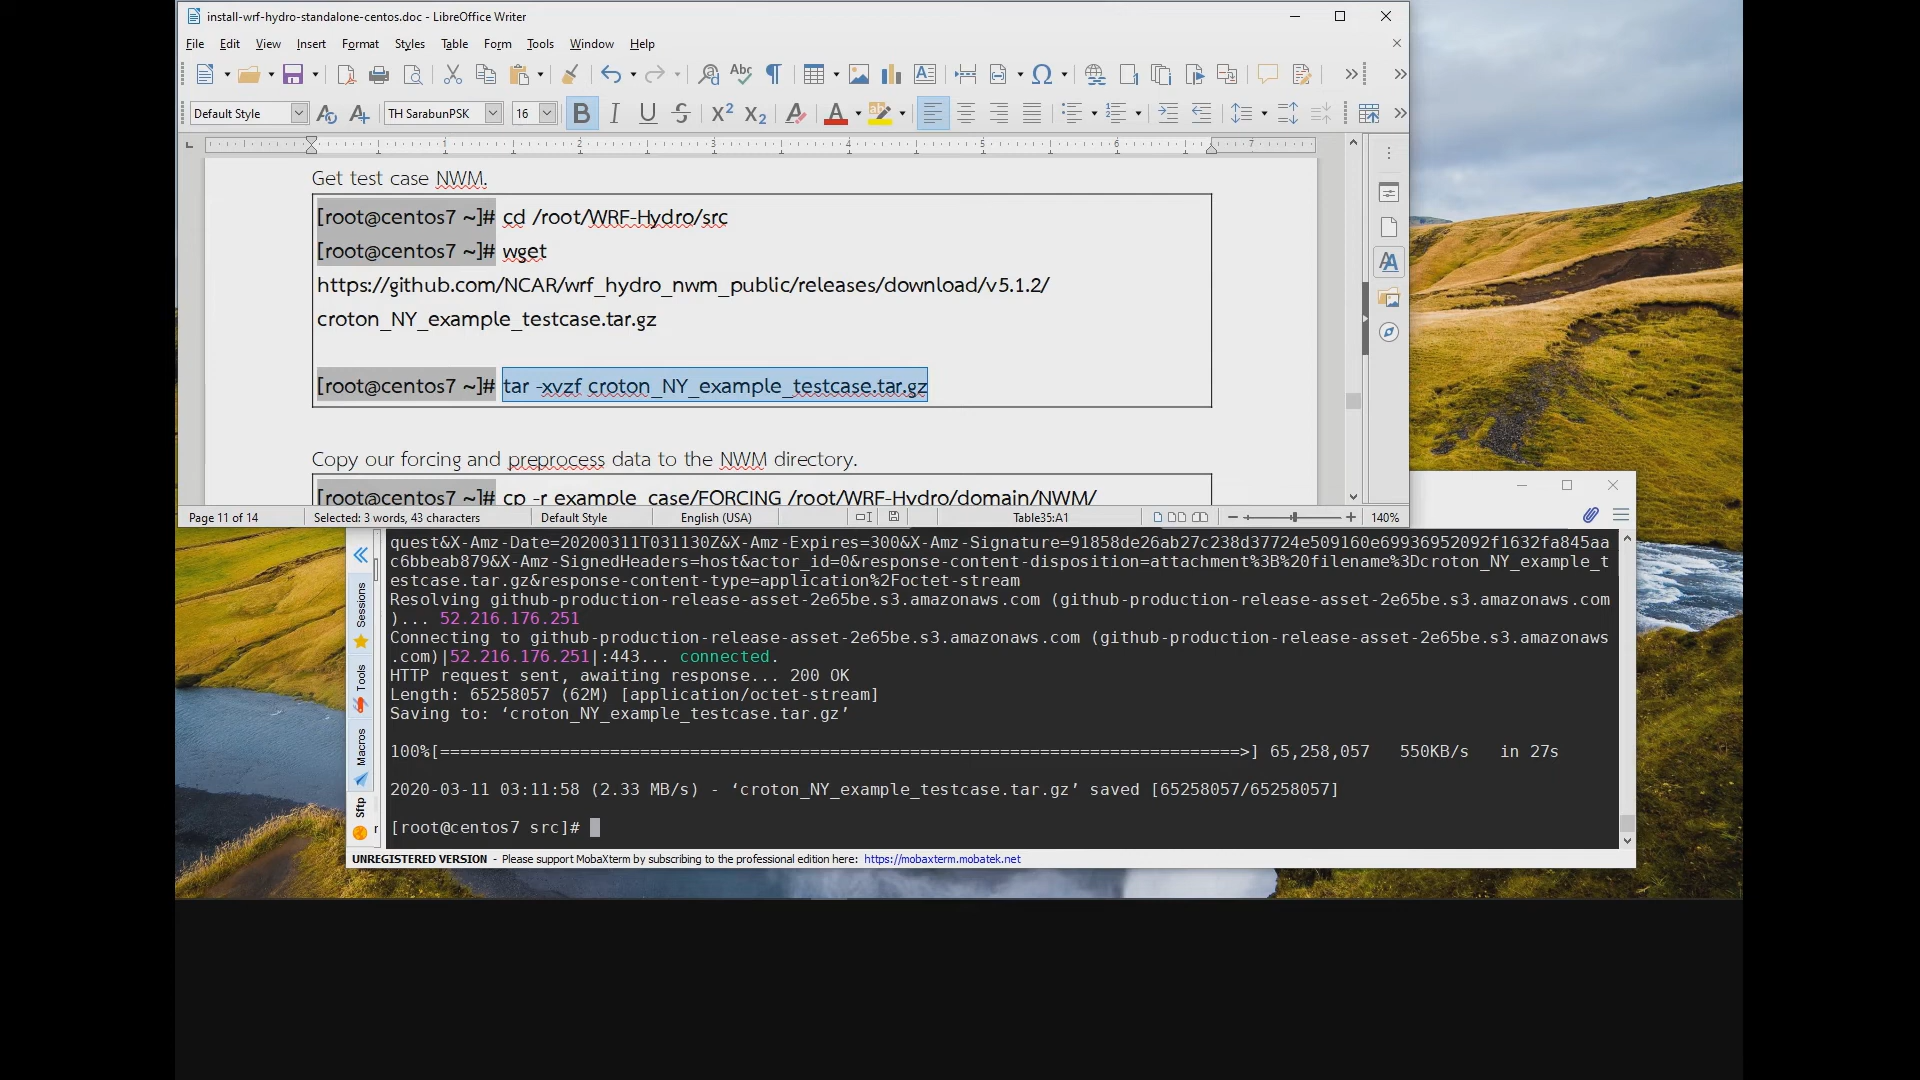 install-wrf-hydro-standalone-centos.doc - LibreOffice Writer
File Edit View Insert Format Styles Table Form Tools Window Help
Default Style TH SarabunPSK 16
1 2 3 4 5 6 7
Get test case NWM.
[root@centos7 ~]# cd /root/WRF-Hydro/src
[root@centos7 ~]# wget
https://github.com/NCAR/wrf_hydro_nwm_public/releases/download/v5.1.2/
croton_NY_example_testcase.tar.gz
[root@centos7 ~]# tar -xvzf croton_NY_example_testcase.tar.gz
Copy our forcing and preprocess data to the NWM directory.
[root@centos7 ~]# cp -r example_case/FORCING /root/WRF-Hydro/domain/NWM/
Page 11 of 14 Selected: 3 words, 43 characters Default Style English (USA) Table35:A1 140%
quest&X-Amz-Date=20200311T031130Z&X-Amz-Expires=300&X-Amz-Signature=91858de26ab27c238d37724e509160e69936952092f1632fa845aa
c6bbeab879&X-Amz-SignedHeaders=host&actor_id=0&response-content-disposition=attachment%3B%20filename%3Dcroton_NY_example_t
estcase.tar.gz&response-content-type=application%2Foctet-stream
Resolving github-production-release-asset-2e65be.s3.amazonaws.com (github-production-release-asset-2e65be.s3.amazonaws.com
)... 52.216.176.251
Connecting to github-production-release-asset-2e65be.s3.amazonaws.com (github-production-release-asset-2e65be.s3.amazonaws
.com)|52.216.176.251|:443... connected.
HTTP request sent, awaiting response... 200 OK
Length: 65258057 (62M) [application/octet-stream]
Saving to: ‘croton_NY_example_testcase.tar.gz’
100%[================================================================================>] 65,258,057 550KB/s in 27s
2020-03-11 03:11:58 (2.33 MB/s) - ‘croton_NY_example_testcase.tar.gz’ saved [65258057/65258057]
[root@centos7 src]#
Sessions
Tools
Macros
Sftp
UNREGISTERED VERSION - Please support MobaXterm by subscribing to the professional edition here: https://mobaxterm.mobatek.net